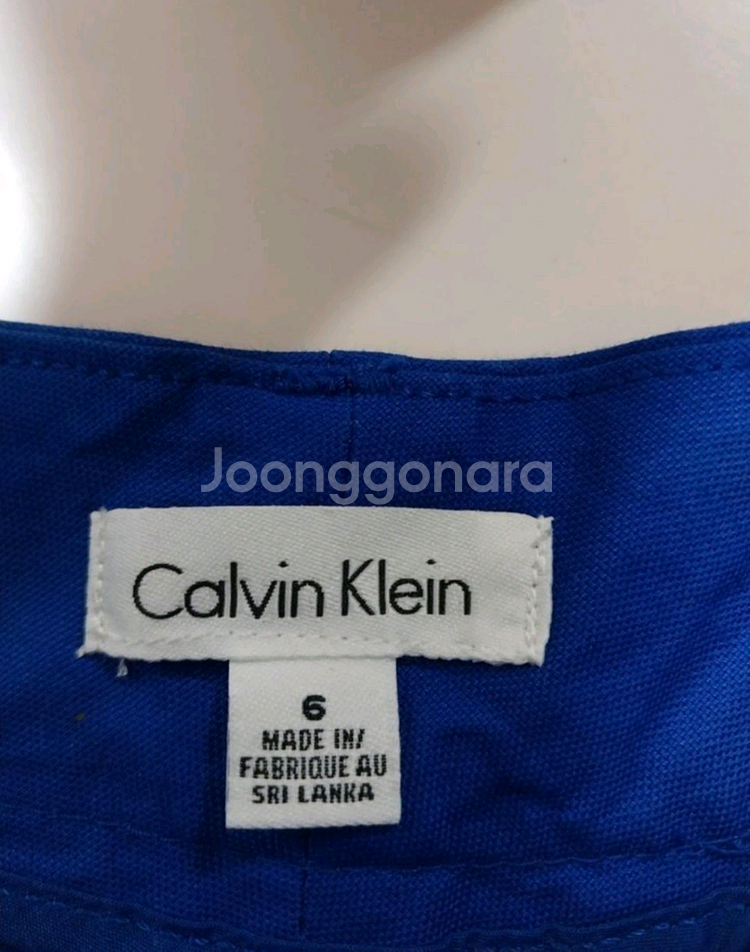 Joonggonara
Calvin Klein
6
MADE IN/
FABRIQUE AU
SRI LANKA